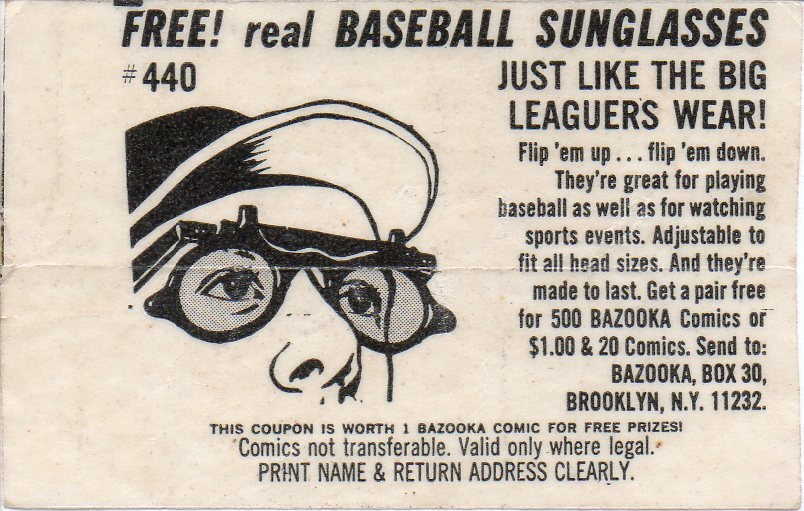 FREE! real BASEBALL SUNGLASSES
#440
JUST LIKE THE BIG
LEAGUERS WEAR!
Flip 'em up . . . flip 'em down.
They're great for playing
baseball as well as for watching
sports events. Adjustable to
fit all head sizes. And they're
made to last. Get a pair free
for 500 BAZOOKA Comics or
$1.00 & 20 Comics. Send to:
BAZOOKA, BOX 30,
BROOKLYN, N.Y. 11232.
THIS COUPON IS WORTH 1 BAZOOKA COMIC FOR FREE PRIZES!
Comics not transferable. Valid only where legal.
PRINT NAME & RETURN ADDRESS CLEARLY.